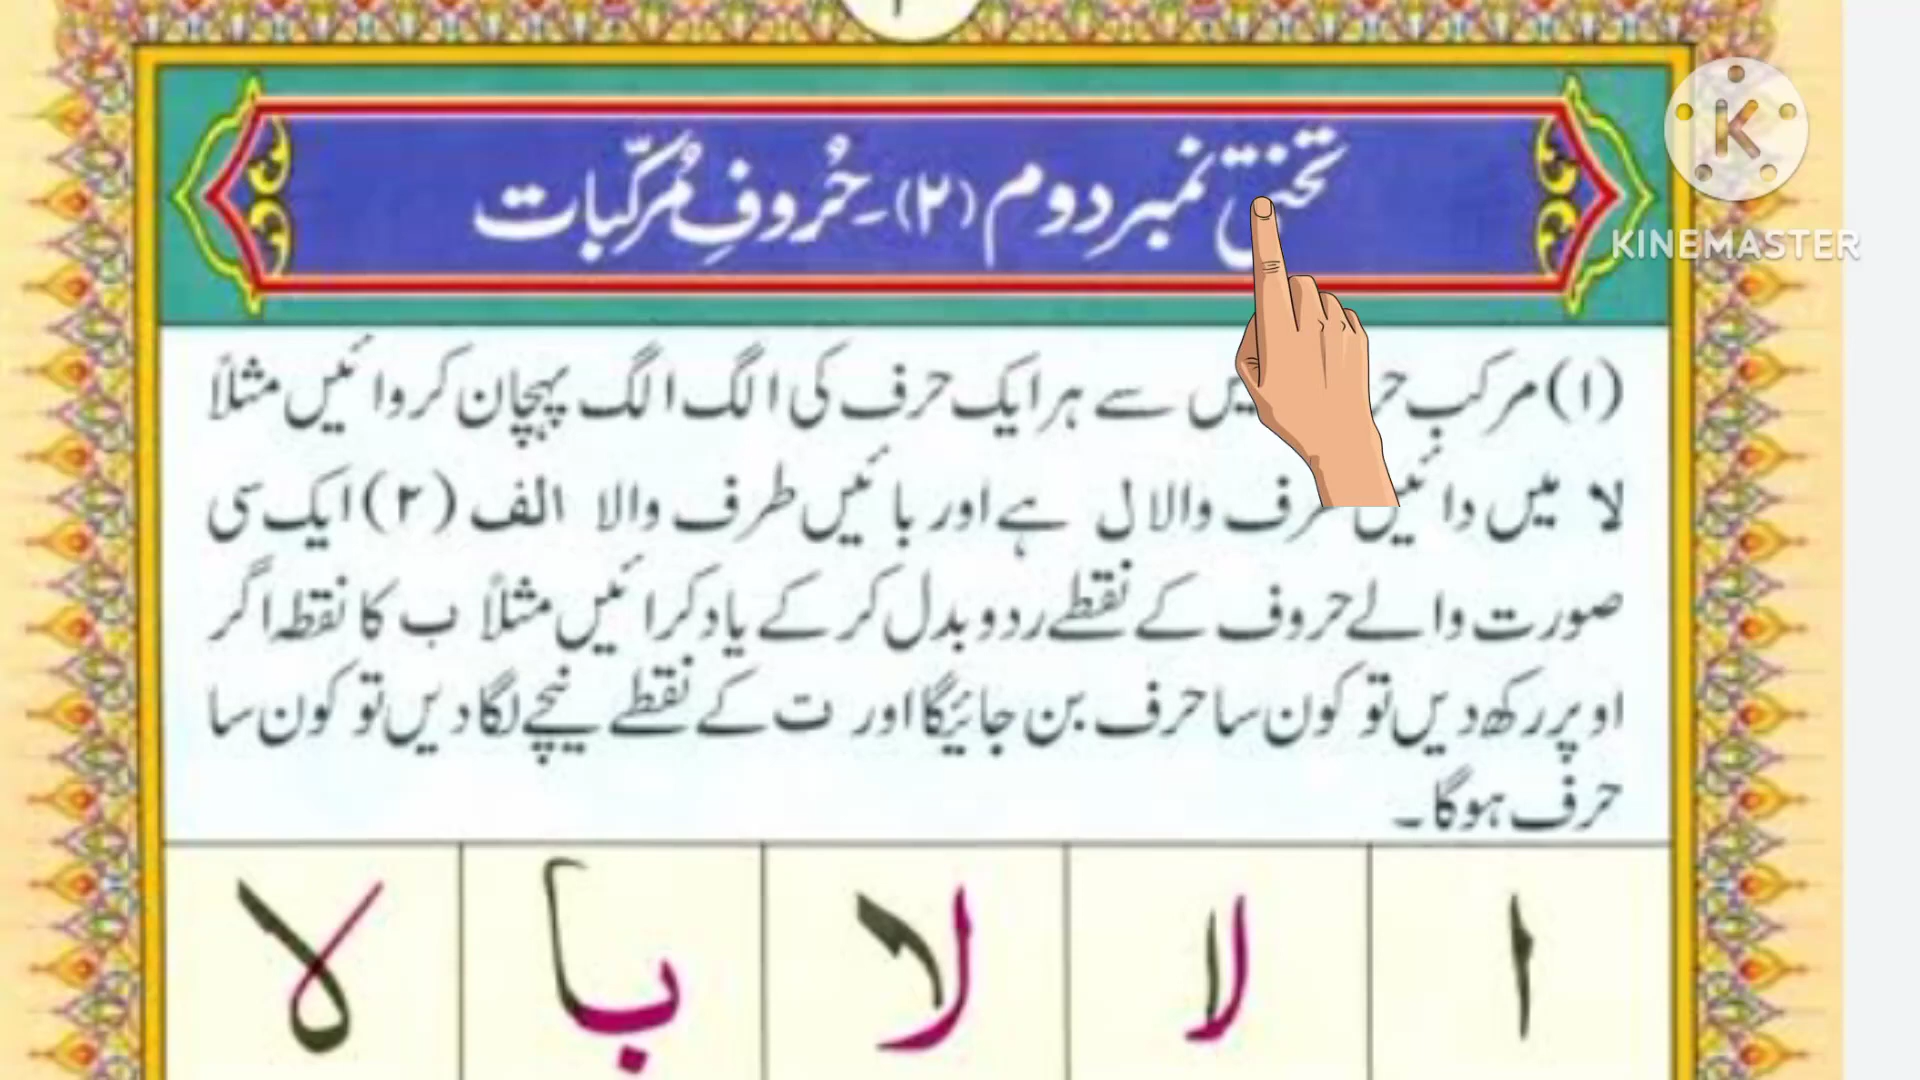 تختی نمبر دوم (۲) ۔ حُروفِ مُرکّبات
KINEMASTER
(۱) مرکب سے ہر ایک حرف کی الگ الگ پہچان کروائیں مثلاً
لا میں دائیں طرف والا ل ہے اور بائیں طرف والا الف (۲) ایک سی
صورت والے حروف کے نقطے ردو بدل کر کے یاد کرائیں مثلاً ب کا نقطہ اگر
اوپر رکھ دیں تو کون سا حرف بن جائیگا اور ت کے نقطے نیچے لگا دیں تو کون سا
حرف ہوگا ۔
ا لا لا با لا